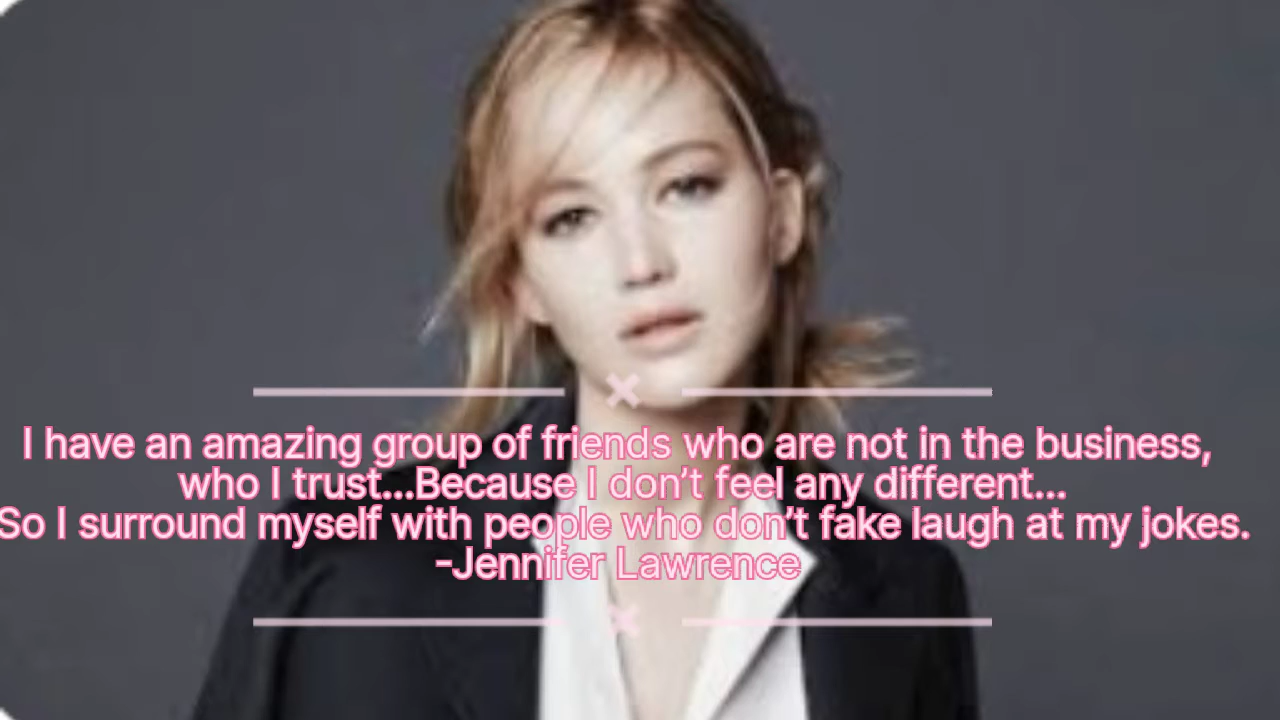 I have an amazing group of friends who are not in the business,
who I trust...Because I don’t feel any different...
So I surround myself with people who don’t fake laugh at my jokes.
-Jennifer Lawrence